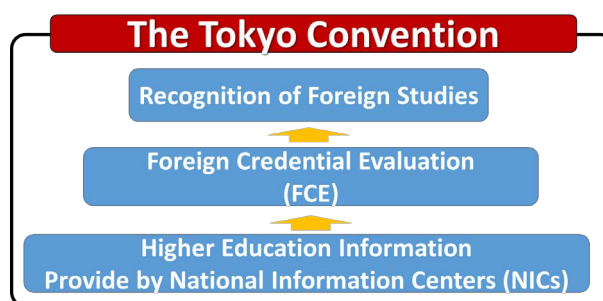 The Tokyo Convention
Recognition of Foreign Studies
Foreign Credential Evaluation
(FCE)
Higher Education Information
Provide by National Information Centers (NICs)